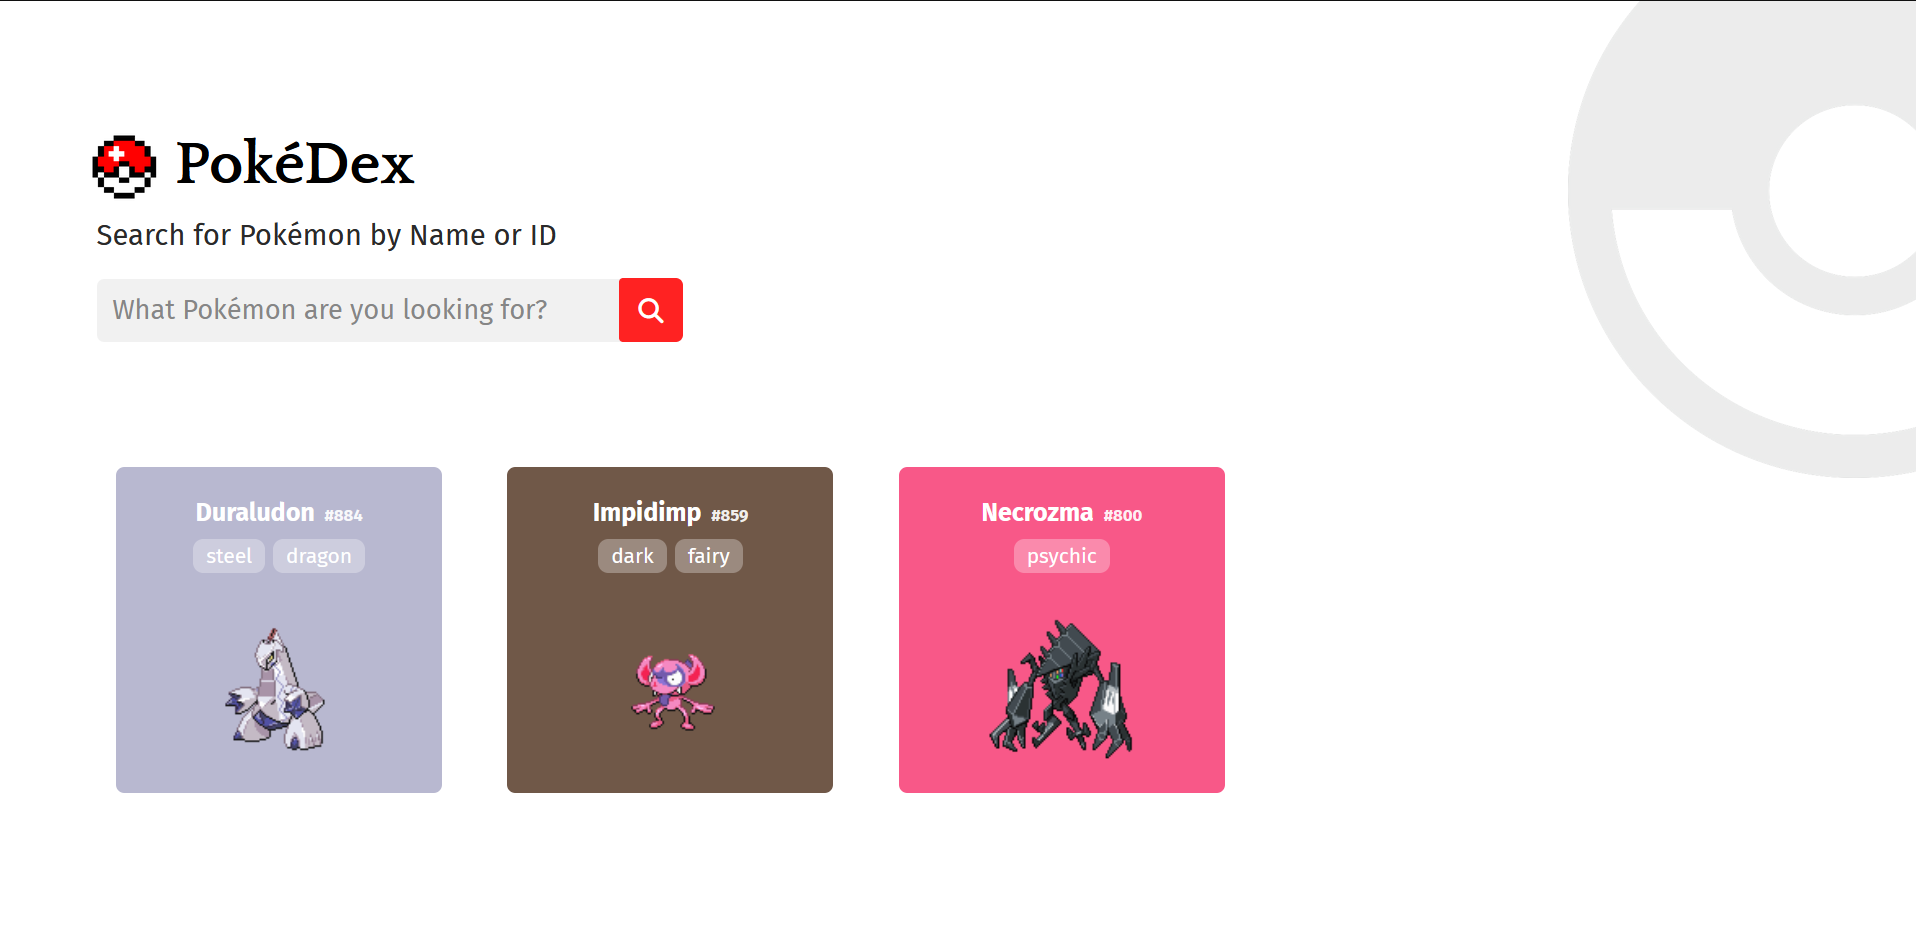 PokéDex
Search for Pokémon by Name or ID
What Pokémon are you looking for?
Duraludon #884
steel dragon
Impidimp #859
dark fairy
Necrozma #800
psychic